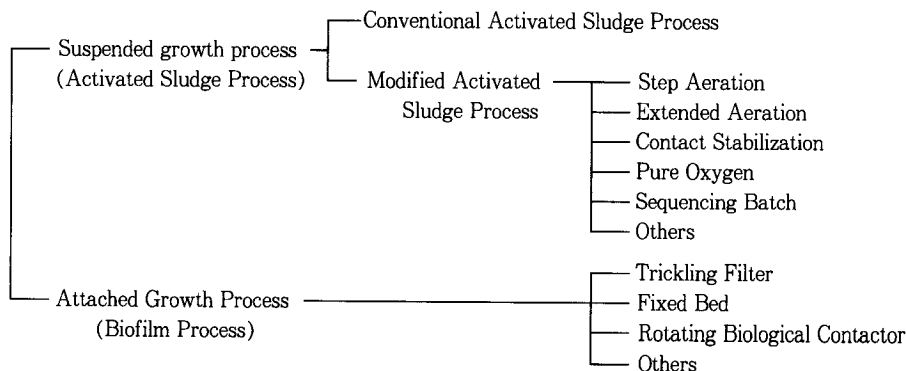 Conventional Activated Sludge Process
Suspended growth process
(Activated Sludge Process)
Modified Activated
Sludge Process
Step Aeration
Extended Aeration
Contact Stabilization
Pure Oxygen
Sequencing Batch
Others
Attached Growth Process
(Biofilm Process)
Trickling Filter
Fixed Bed
Rotating Biological Contactor
Others